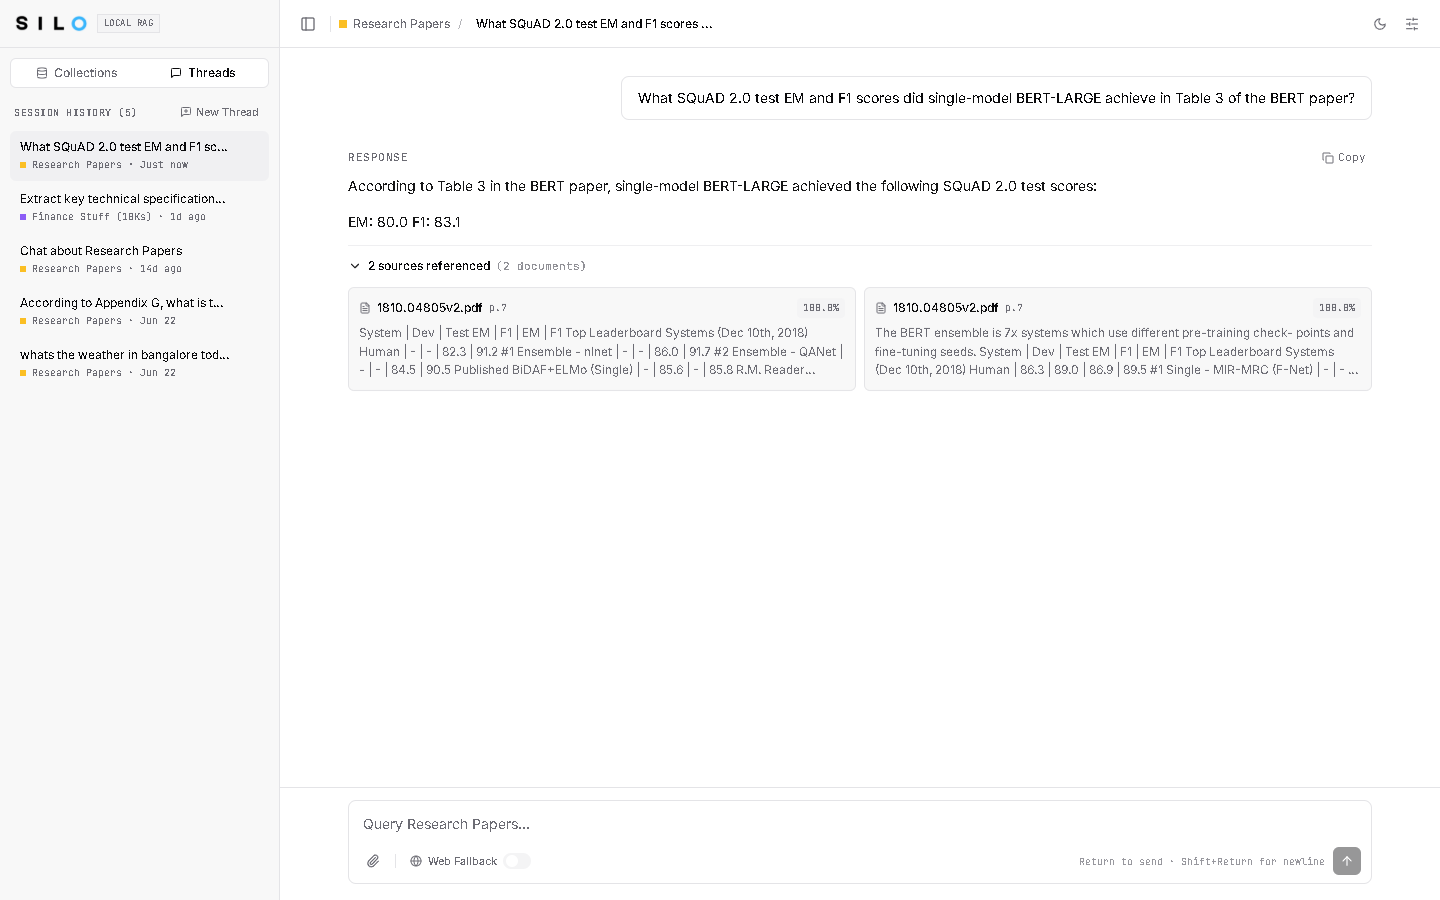 SILO
LOCAL RAG
Collections
Threads
SESSION HISTORY (5)
New Thread
What SQuAD 2.0 test EM and F1 sc...
Research Papers · Just now
Extract key technical specification...
Finance Stuff (10Ks) · 1d ago
Chat about Research Papers
Research Papers · 14d ago
According to Appendix G, what is t...
Research Papers · Jun 22
whats the weather in bangalore tod...
Research Papers · Jun 22
Research Papers / What SQuAD 2.0 test EM and F1 scores ...
What SQuAD 2.0 test EM and F1 scores did single-model BERT-LARGE achieve in Table 3 of the BERT paper?
RESPONSE
Copy
According to Table 3 in the BERT paper, single-model BERT-LARGE achieved the following SQuAD 2.0 test scores:
EM: 80.0 F1: 83.1
2 sources referenced (2 documents)
1810.04805v2.pdf p.7 100.0%
System | Dev | Test EM | F1 | EM | F1 Top Leaderboard Systems (Dec 10th, 2018)
Human | - | - | 82.3 | 91.2 #1 Ensemble - nlnet | - | - | 86.0 | 91.7 #2 Ensemble - QANet |
- | - | 84.5 | 90.5 Published BiDAF+ELMo (Single) | - | 85.6 | - | 85.8 R.M. Reader...
1810.04805v2.pdf p.7 100.0%
The BERT ensemble is 7x systems which use different pre-training check- points and
fine-tuning seeds. System | Dev | Test EM | F1 | EM | F1 Top Leaderboard Systems
(Dec 10th, 2018) Human | 86.3 | 89.0 | 86.9 | 89.5 #1 Single - MIR-MRC (F-Net) | - | - ...
Query Research Papers...
Web Fallback
Return to send · Shift+Return for newline